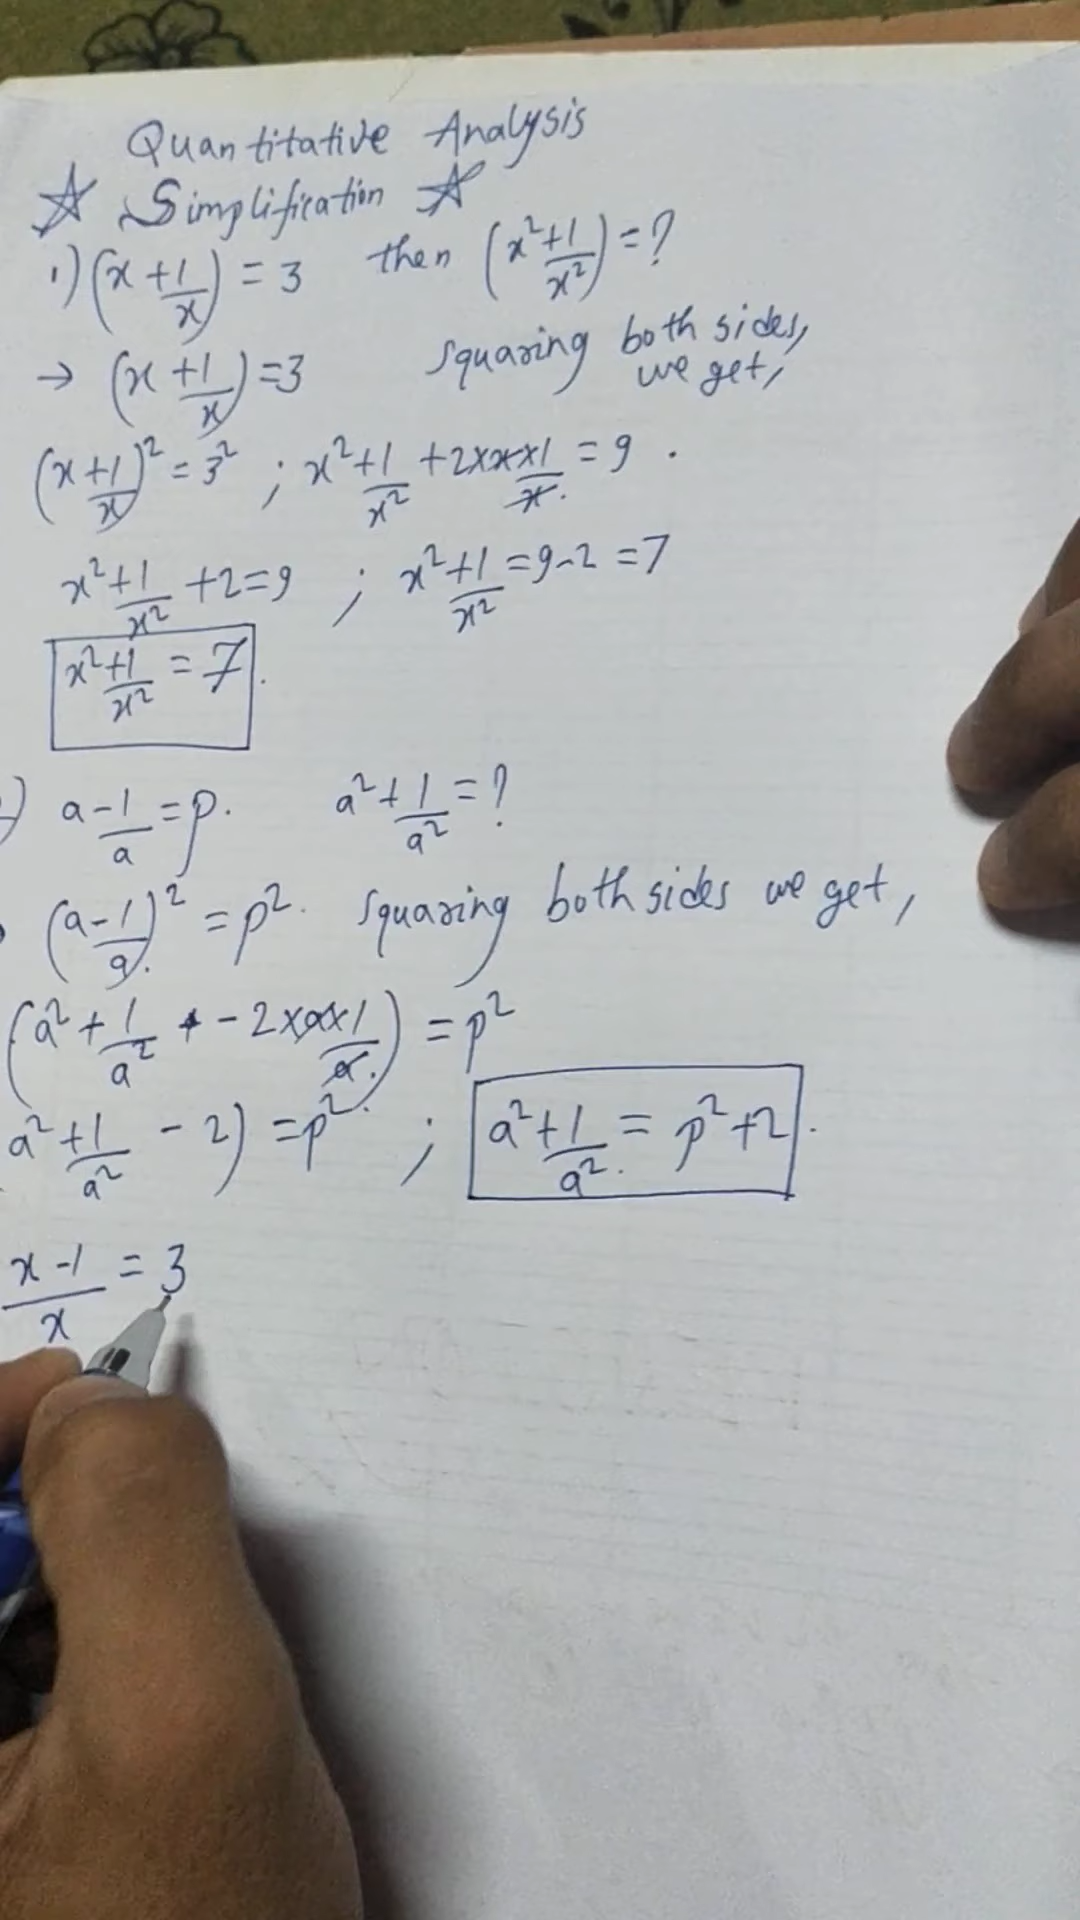 Quantitative Analysis
☆ Simplification ☆
1) (x + 1/x) = 3 then (x² + 1/x²) = ?
→ (x + 1/x) = 3 squaring both sides,
we get,
(x + 1/x)² = 3² ; x² + 1/x² + 2×x×1/x = 9 .
x² + 1/x² + 2 = 9 ; x² + 1/x² = 9 - 2 = 7
x² + 1/x² = 7 .
) a - 1/a = p. a² + 1/a² = ?
(a - 1/a)² = p². squaring both sides we get,
(a² + 1/a² - 2×a×1/a) = p²
a² + 1/a² - 2) = p². ; a² + 1/a² = p² + 2 .
x - 1/x = 3